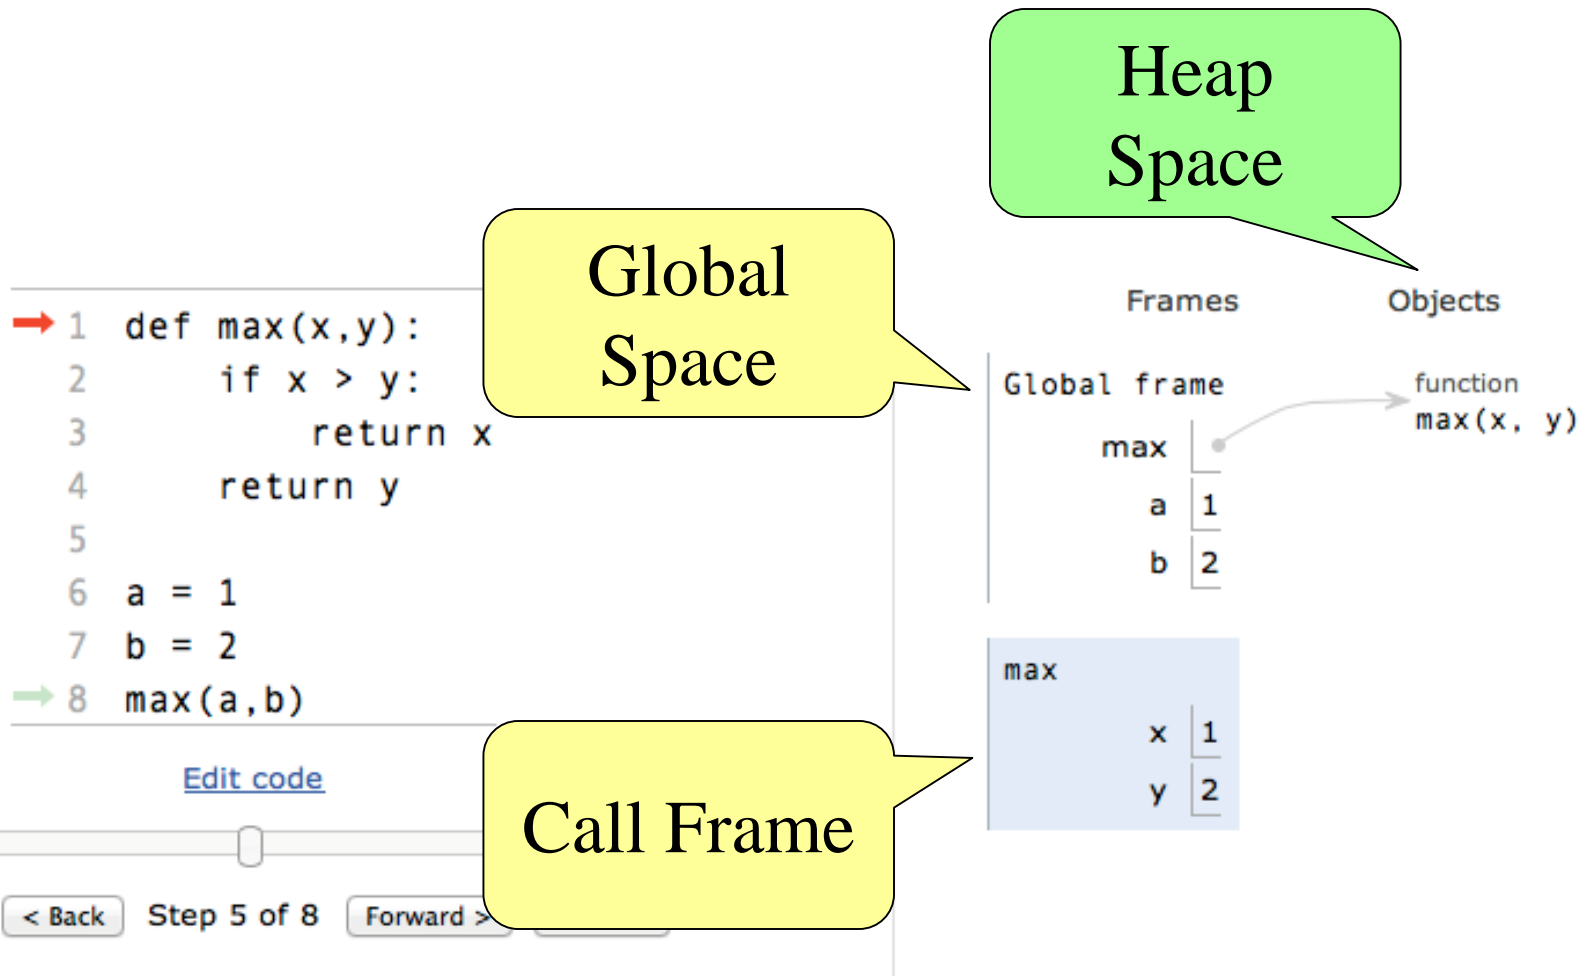 Heap
Space
Global
Space
Frames Objects
1 def max(x,y):
2 if x > y:
3 return x
4 return y
5
6 a = 1
7 b = 2
8 max(a,b)
Global frame
max
a 1
b 2
function
max(x, y)
max
x 1
y 2
Edit code
Call Frame
< Back Step 5 of 8 Forward >